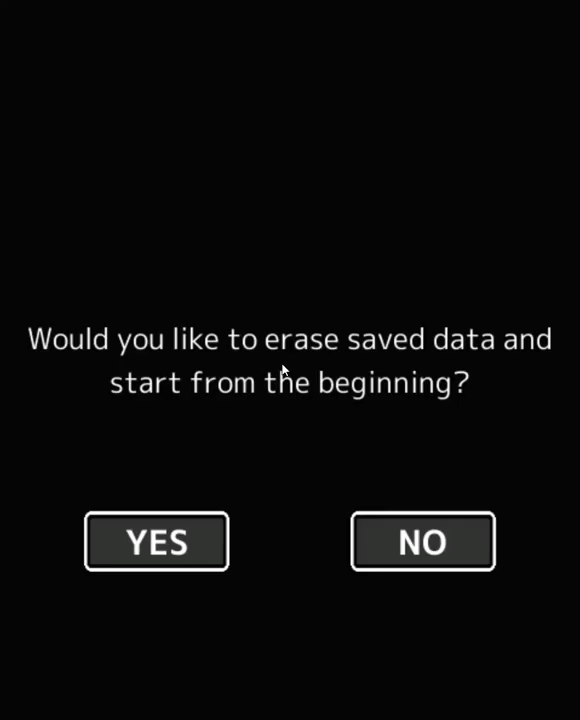 Would you like to erase saved data and
start from the beginning?
YES NO